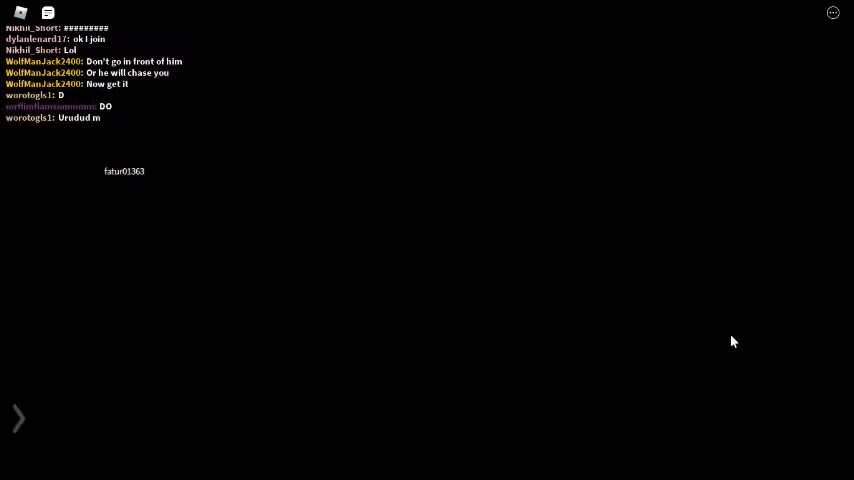 Nikhil_Short: #########
dylanlenard17: ok I join
Nikhil_Short: Lol
WolfManJack2400: Don't go in front of him
WolfManJack2400: Or he will chase you
WolfManJack2400: Now get it
worotogls1: D
DO
worotogls1: Urudud m
fatur01363